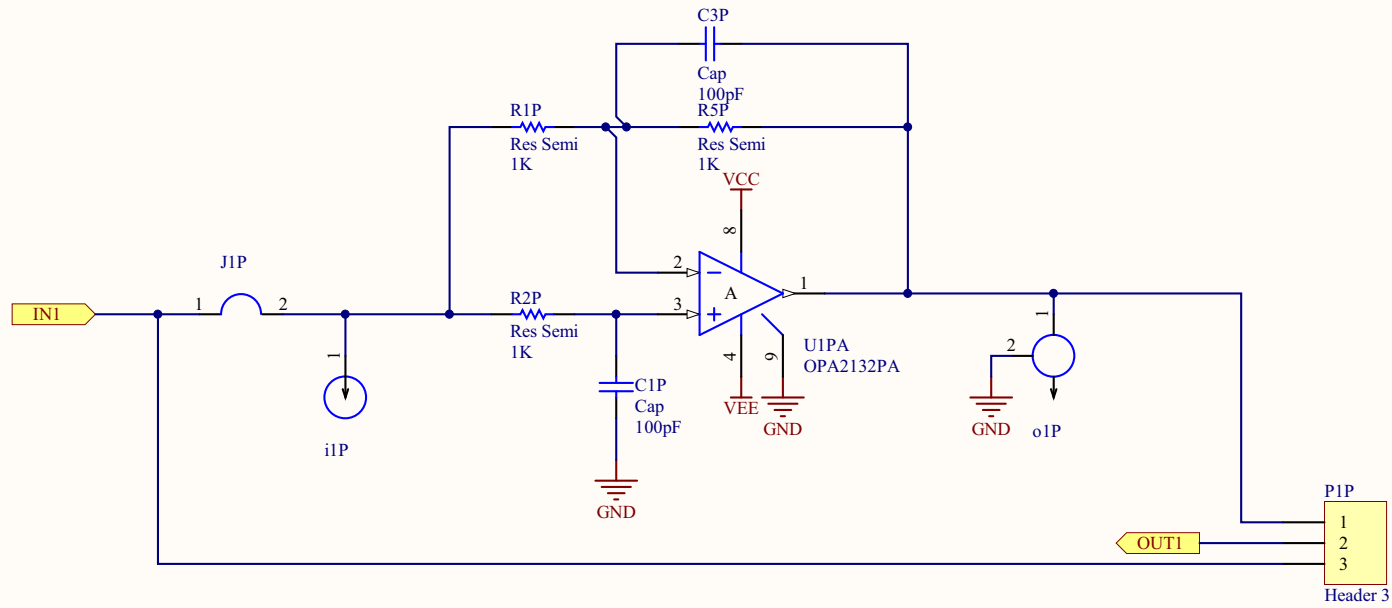 C3P
Cap
100pF
R1P
R5P
Res Semi
1K
Res Semi
1K
VCC
8
J1P
1
2
IN1
R2P
Res Semi
1K
2
3
A
1
4
9
U1PA
OPA2132PA
VEE
GND
1
i1P
C1P
Cap
100pF
GND
1
2
GND
o1P
P1P
1
OUT1
2
3
Header 3